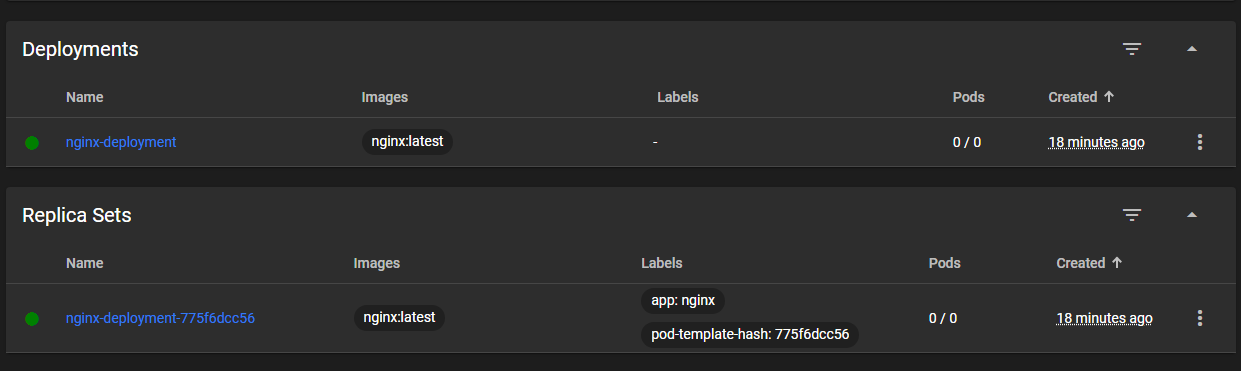 Deployments
Name Images Labels Pods Created
nginx-deployment nginx:latest - 0 / 0 18 minutes ago
Replica Sets
Name Images Labels Pods Created
app: nginx
nginx-deployment-775f6dcc56 nginx:latest 0 / 0 18 minutes ago
pod-template-hash: 775f6dcc56